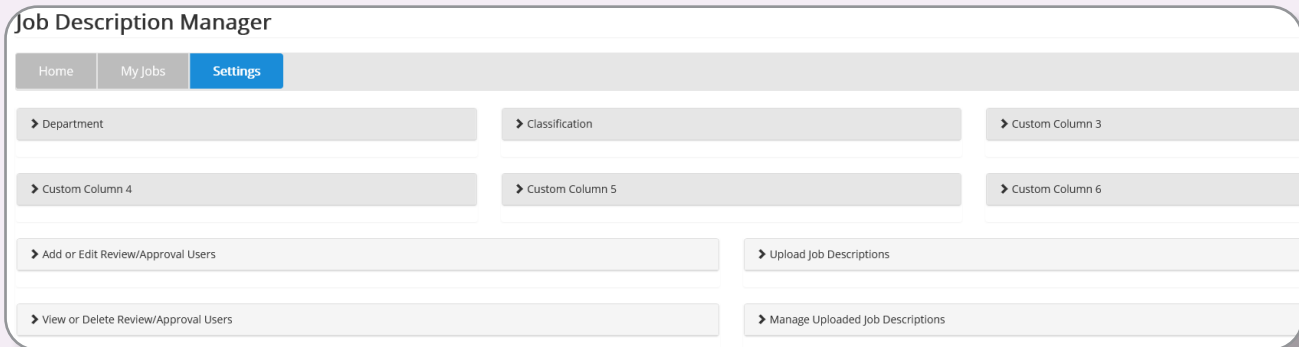 Job Description Manager
Home My Jobs Settings
Department Classification Custom Column 3
Custom Column 4 Custom Column 5 Custom Column 6
Add or Edit Review/Approval Users Upload Job Descriptions
View or Delete Review/Approval Users Manage Uploaded Job Descriptions